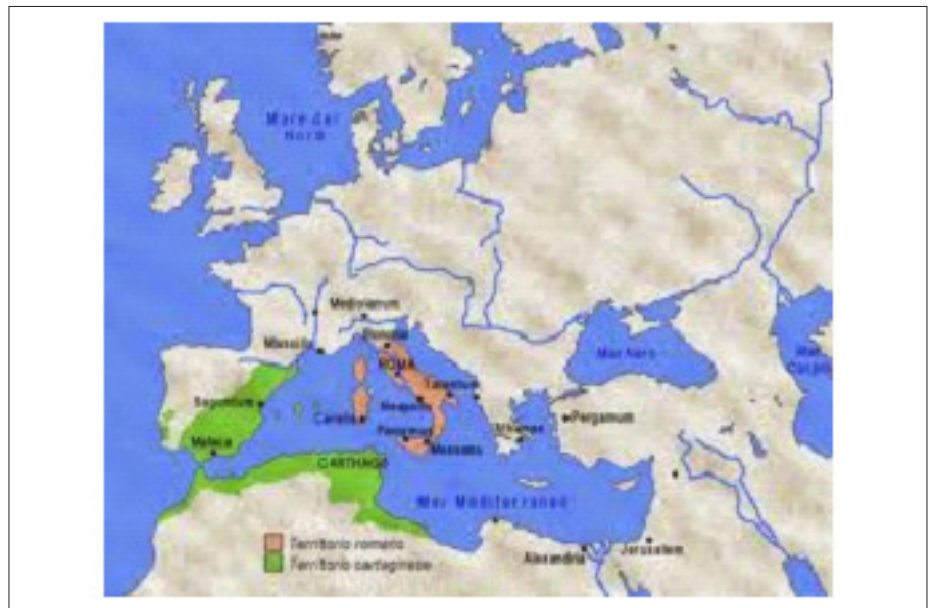 Mare del
Nord
Mediolanum
Massilia
ROMA
Tarentum
Neapolis
Saguntum
Caralis
Panormus
Messana
Malaca
CARTHAGO
Mar Nero
Mar
Pergamum
Mar Mediterraneo
Alexandria
Jerusalem
Territorio romano
Territorio cartaginese